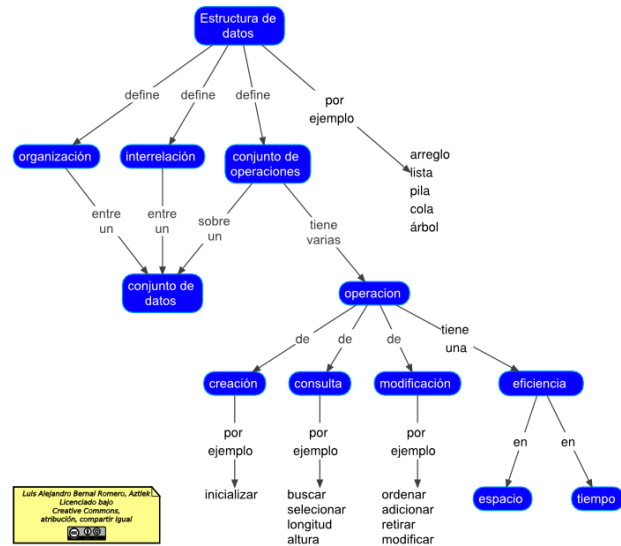 Estructura de
datos
define
define
define
por
ejemplo
organización
interrelación
conjunto de
operaciones
arreglo
lista
pila
cola
árbol
entre
un
entre
un
sobre
un
tiene
varias
conjunto de
datos
operacion
de
de
de
tiene
una
creación
consulta
modificación
eficiencia
por
ejemplo
por
ejemplo
por
ejemplo
en
en
inicializar
buscar
selecionar
longitud
altura
ordenar
adicionar
retirar
modificar
espacio
tiempo
Luis Alejandro Bernal Romero, Aztlek
Licenciado bajo
Creative Commons,
atribución, compartir igual